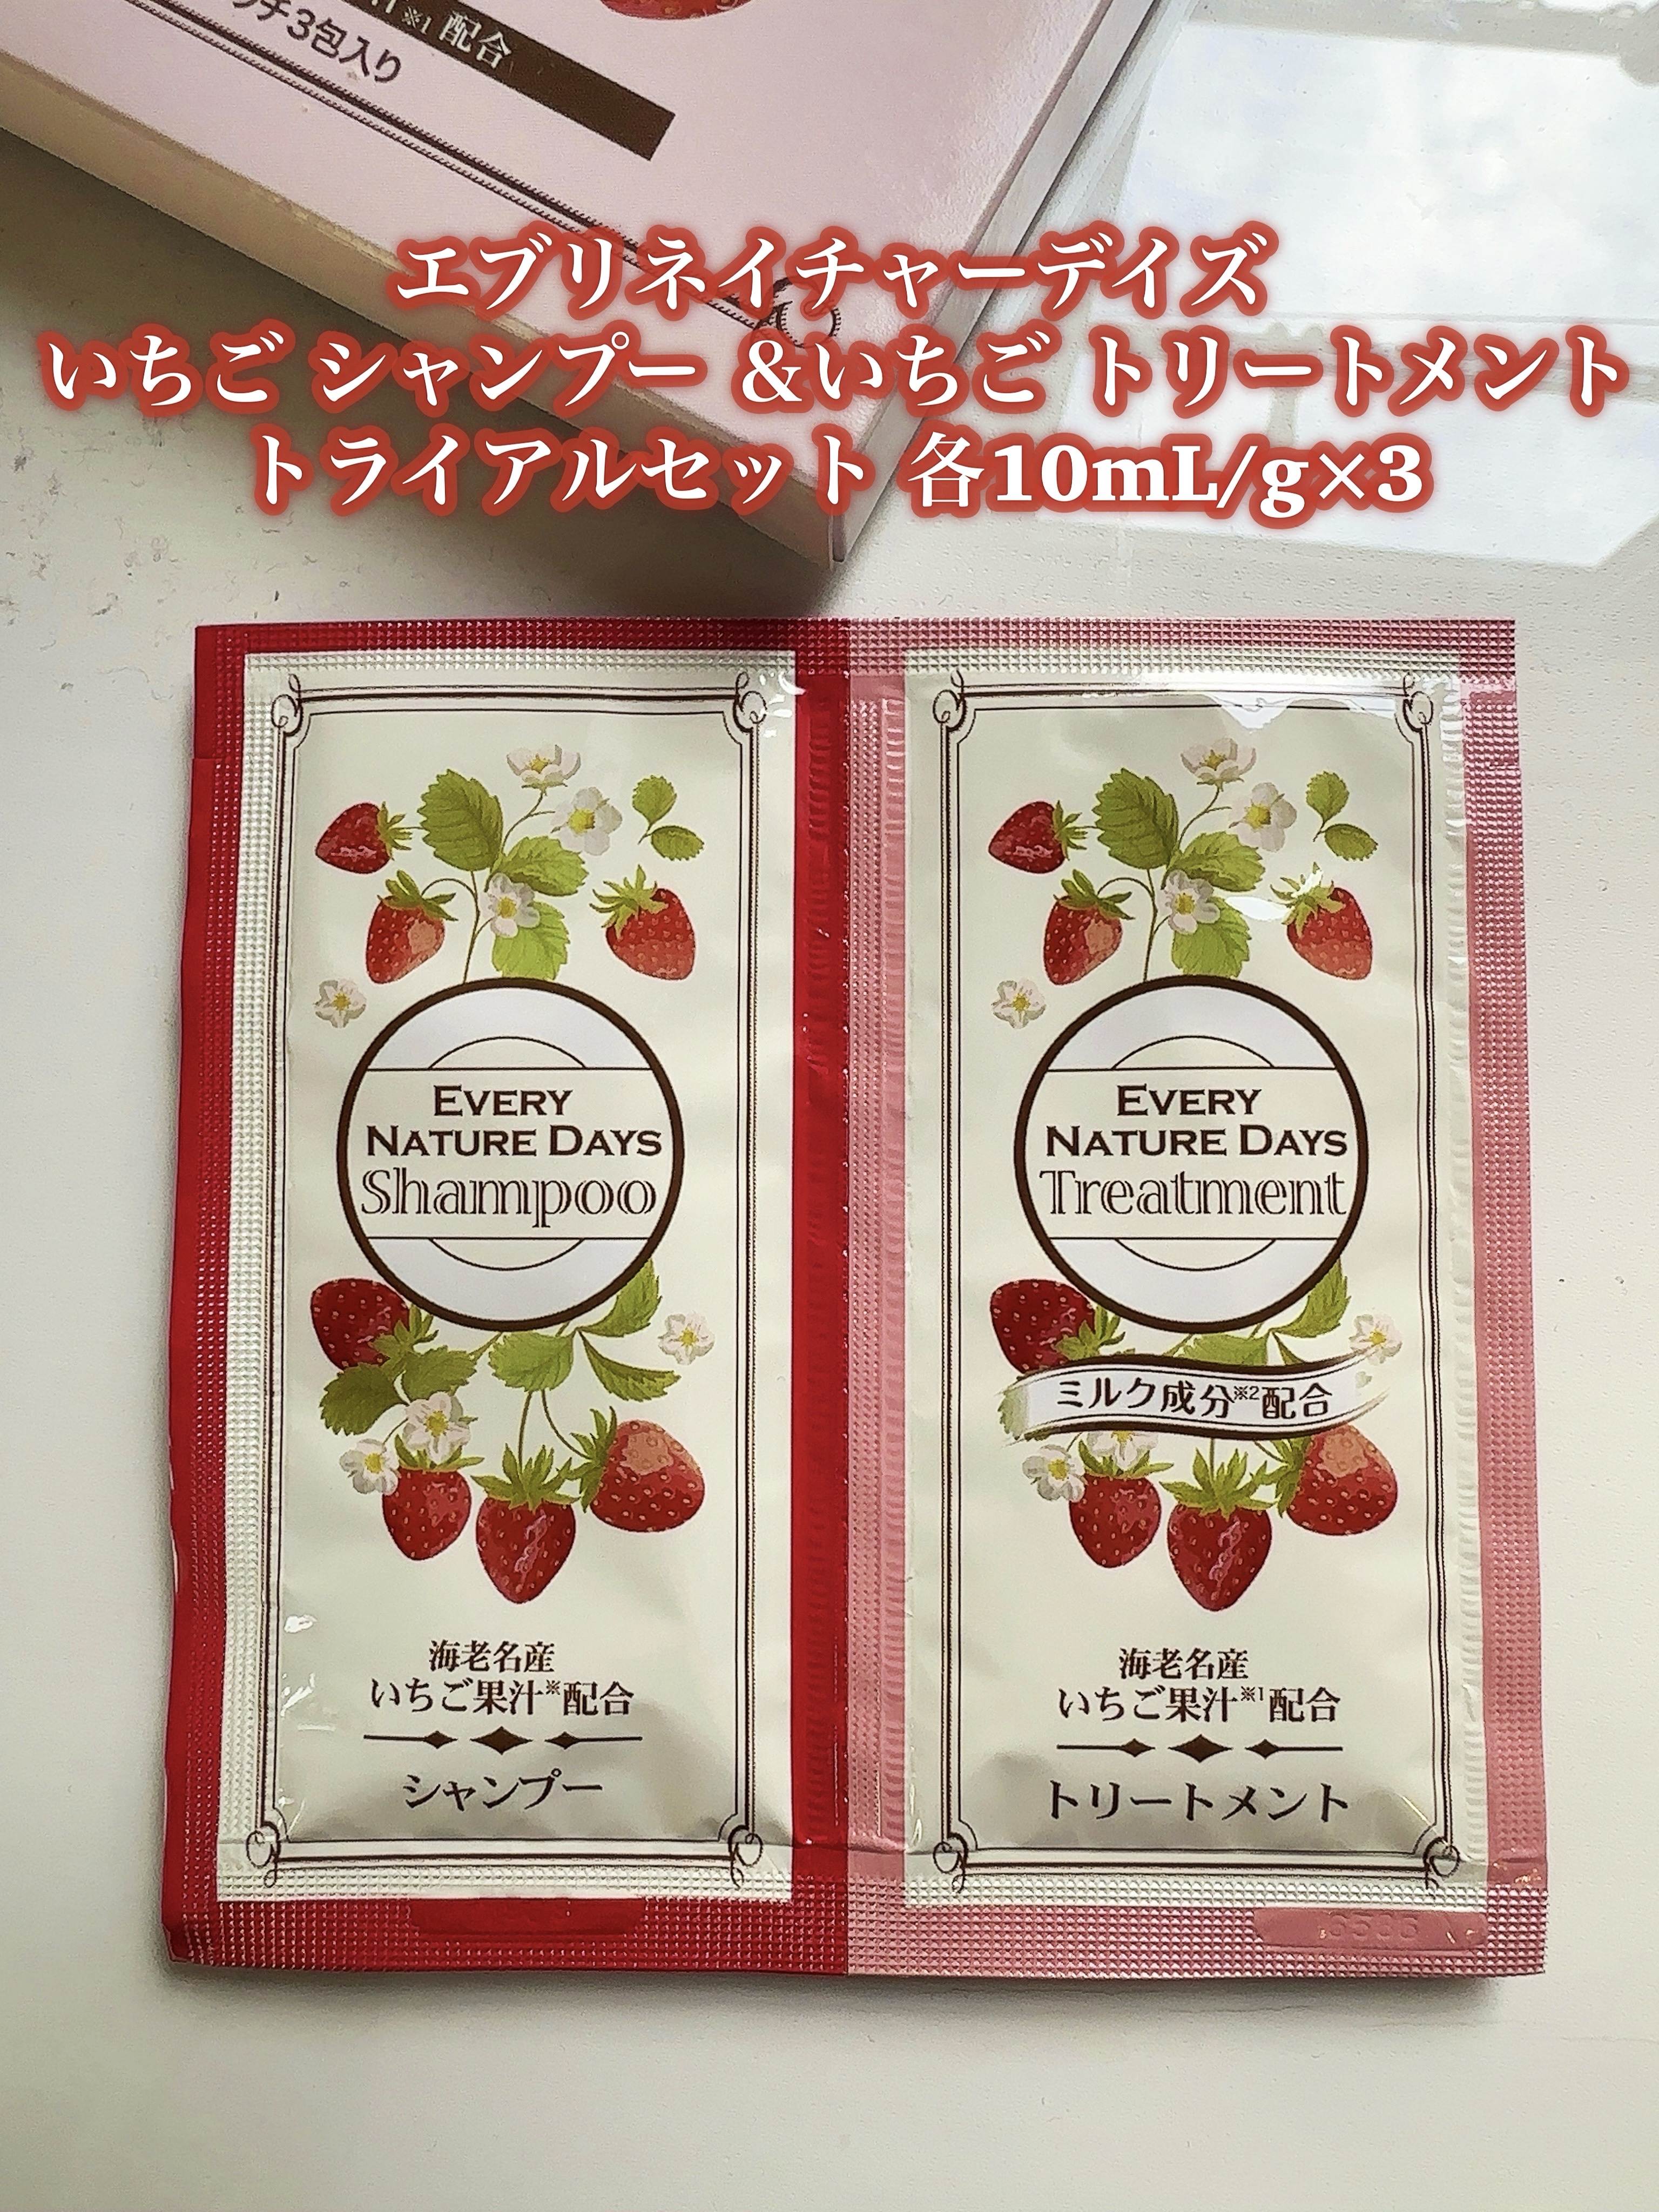 ※1 配合
3包入り
エブリネイチャーデイズ
いちご シャンプー &いちご トリートメント
トライアルセット 各10mL/g×3
EVERY
NATURE DAYS
Shampoo
海老名産
いちご果汁※配合
シャンプー
EVERY
NATURE DAYS
Treatment
ミルク成分※2配合
海老名産
いちご果汁※1配合
トリートメント